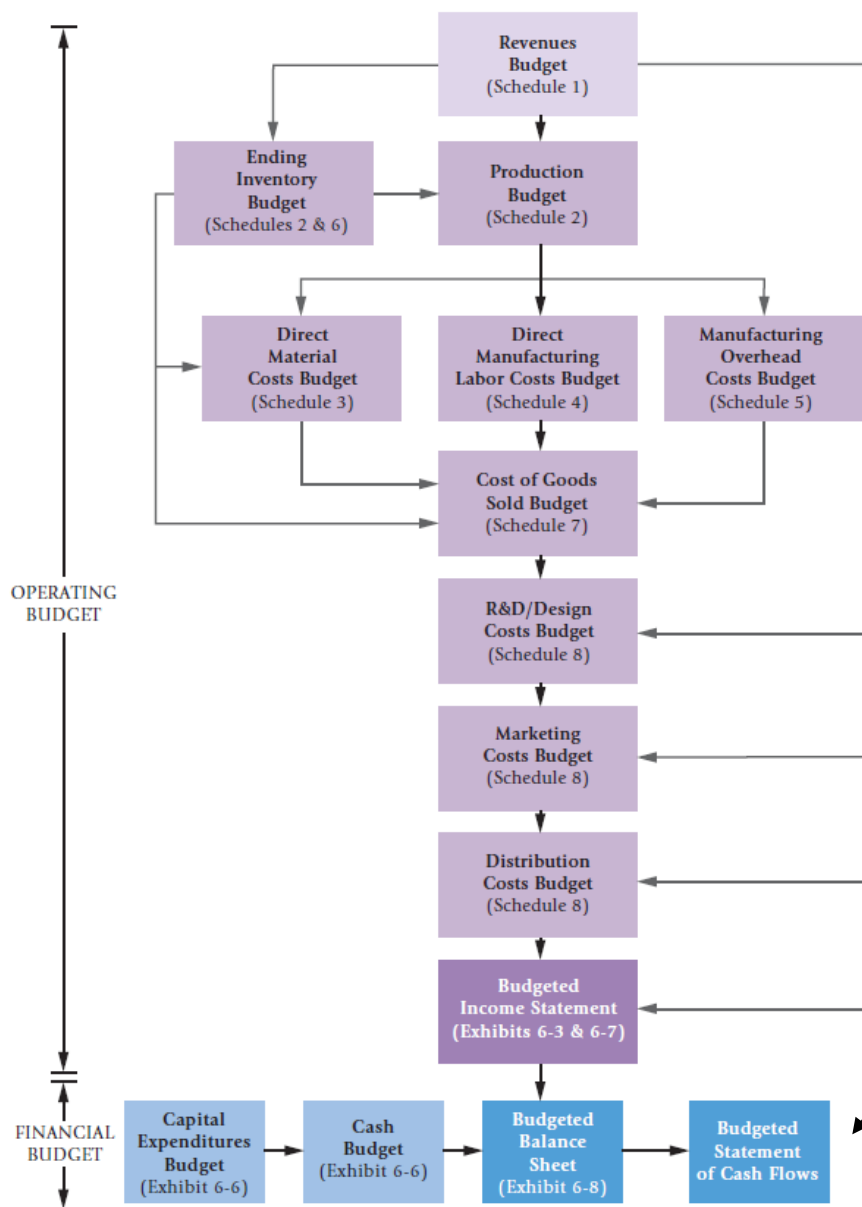 Revenues
Budget
(Schedule 1)
Ending
Inventory
Budget
(Schedules 2 & 6)
Production
Budget
(Schedule 2)
Direct
Material
Costs Budget
(Schedule 3)
Direct
Manufacturing
Labor Costs Budget
(Schedule 4)
Manufacturing
Overhead
Costs Budget
(Schedule 5)
Cost of Goods
Sold Budget
(Schedule 7)
OPERATING
BUDGET
R&D/Design
Costs Budget
(Schedule 8)
Marketing
Costs Budget
(Schedule 8)
Distribution
Costs Budget
(Schedule 8)
Budgeted
Income Statement
(Exhibits 6-3 & 6-7)
FINANCIAL
BUDGET
Capital
Expenditures
Budget
(Exhibit 6-6)
Cash
Budget
(Exhibit 6-6)
Budgeted
Balance
Sheet
(Exhibit 6-8)
Budgeted
Statement
of Cash Flows